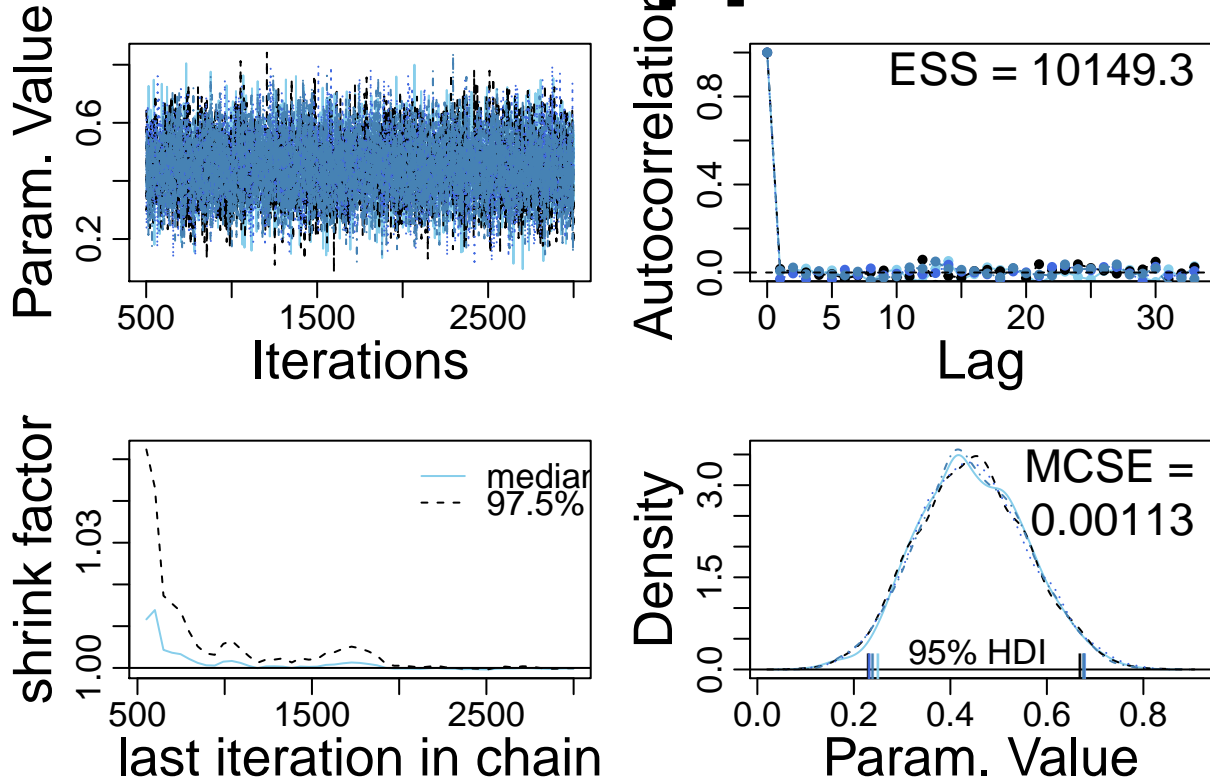 Param. Value
0.2
0.6
500
1500
2500
Iterations
Autocorrelation
0.0
0.4
0.8
ESS = 10149.3
0
5
10
20
30
Lag
shrink factor
1.00
1.03
median
97.5%
500
1500
2500
last iteration in chain
Density
0.0
1.5
3.0
MCSE =
0.00113
95% HDI
0.0
0.2
0.4
0.6
0.8
Param. Value